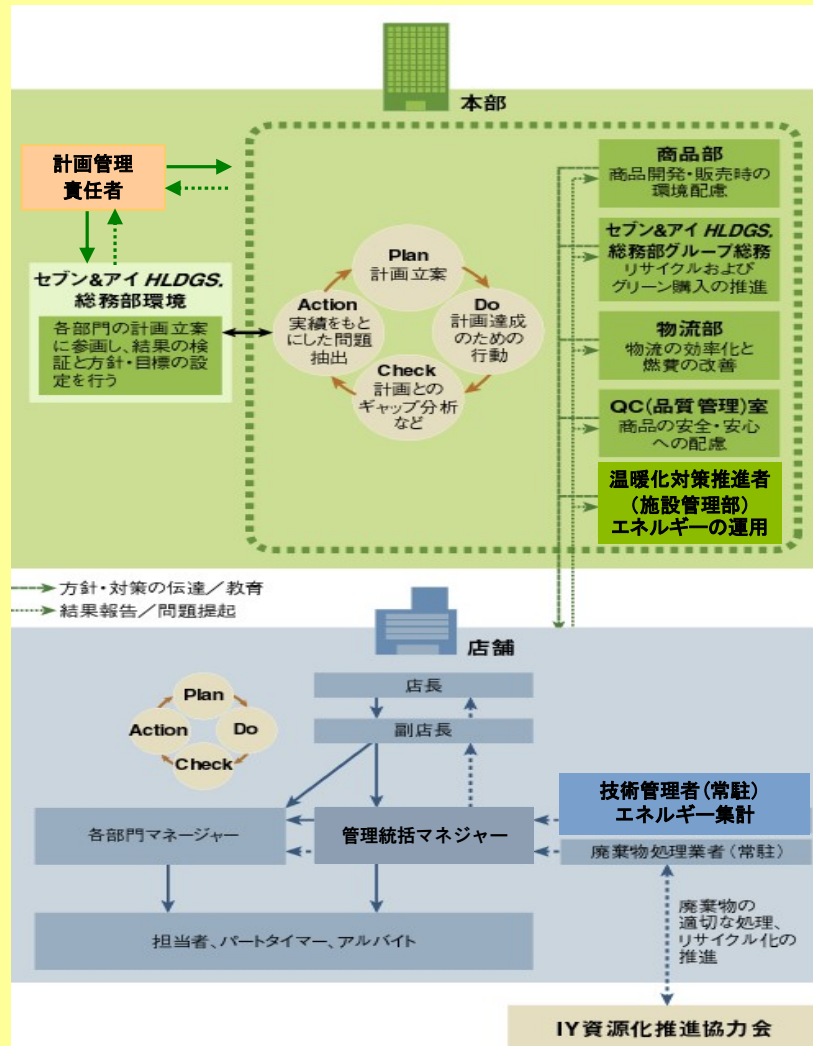 本部
計画管理
責任者
セブン&アイ HLDGS.
総務部環境
各部門の計画立案
に参画し、結果の検
証と方針・目標の設
定を行う
Plan
計画立案
Do
計画達成
のための
行動
Check
計画との
ギャップ分析
など
Action
実績をもと
にした問題
抽出
商品部
商品開発・販売時の
環境配慮
セブン&アイ HLDGS.
総務部グループ総務
リサイクルおよび
グリーン購入の推進
物流部
物流の効率化と
燃費の改善
QC(品質管理)室
商品の安全・安心
への配慮
温暖化対策推進者
(施設管理部)
エネルギーの運用
方針・対策の伝達/教育
結果報告/問題提起
店舗
Plan
Do
Check
Action
店長
副店長
各部門マネージャー
管理統括マネジャー
技術管理者(常駐)
エネルギー集計
廃棄物処理業者(常駐)
担当者、パートタイマー、アルバイト
廃棄物の
適切な処理、
リサイクル化の
推進
IY資源化推進協力会